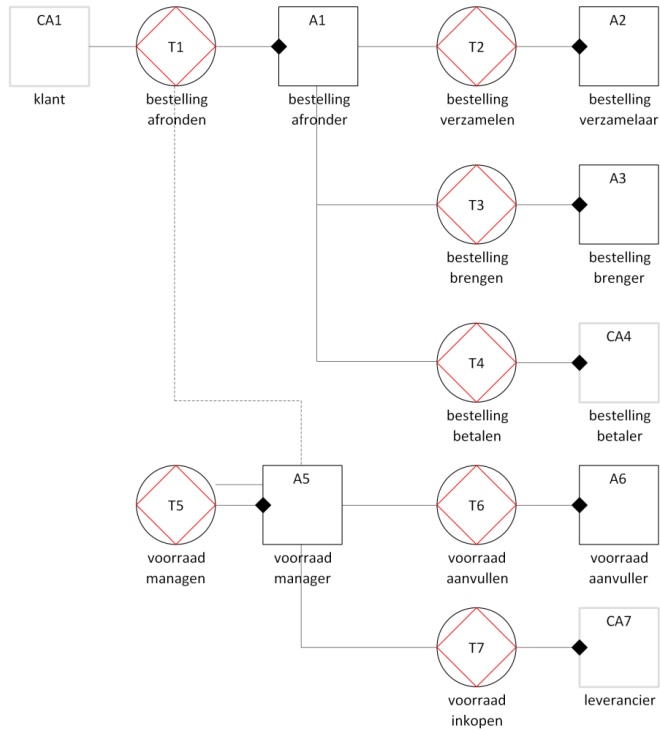 CA1
T1
A1
T2
A2
klant
bestelling
afronden
bestelling
afronder
bestelling
verzamelen
bestelling
verzamelaar
T3
A3
bestelling
brengen
bestelling
brenger
T4
CA4
bestelling
betalen
bestelling
betaler
T5
A5
T6
A6
voorraad
managen
voorraad
manager
voorraad
aanvullen
voorraad
aanvuller
T7
CA7
voorraad
inkopen
leverancier